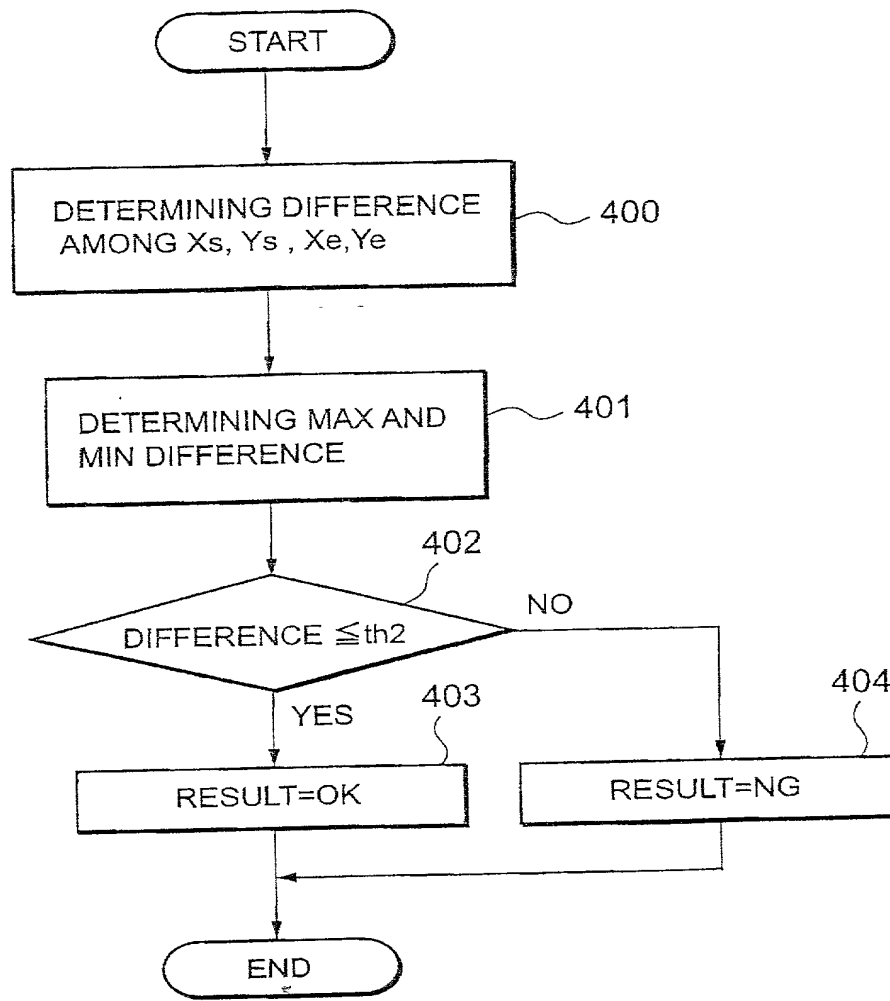 START
DETERMINING DIFFERENCE
AMONG Xs, Ys , Xe,Ye
400
DETERMINING MAX AND
MIN DIFFERENCE
401
402
DIFFERENCE ≦th2
NO
YES
403
RESULT=OK
404
RESULT=NG
END